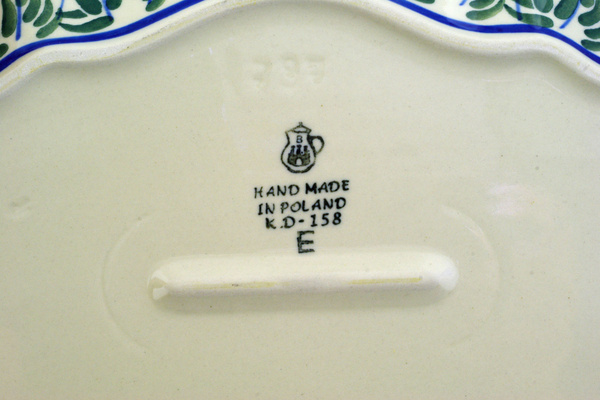 B
HAND MADE
IN POLAND
K.D-158
E